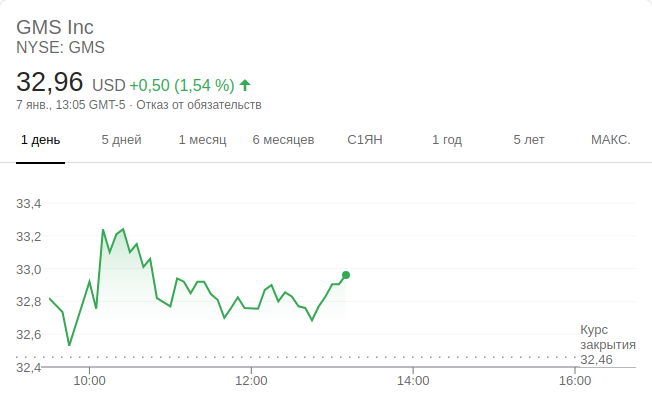 GMS Inc
NYSE: GMS
32,96 USD +0,50 (1,54 %)
7 янв., 13:05 GMT-5 · Отказ от обязательств
1 день 5 дней 1 месяц 6 месяцев С1ЯН 1 год 5 лет МАКС.
33,4
33,2
33,0
32,8
32,6
32,4
Курс
закрытия
32,46
10:00 12:00 14:00 16:00